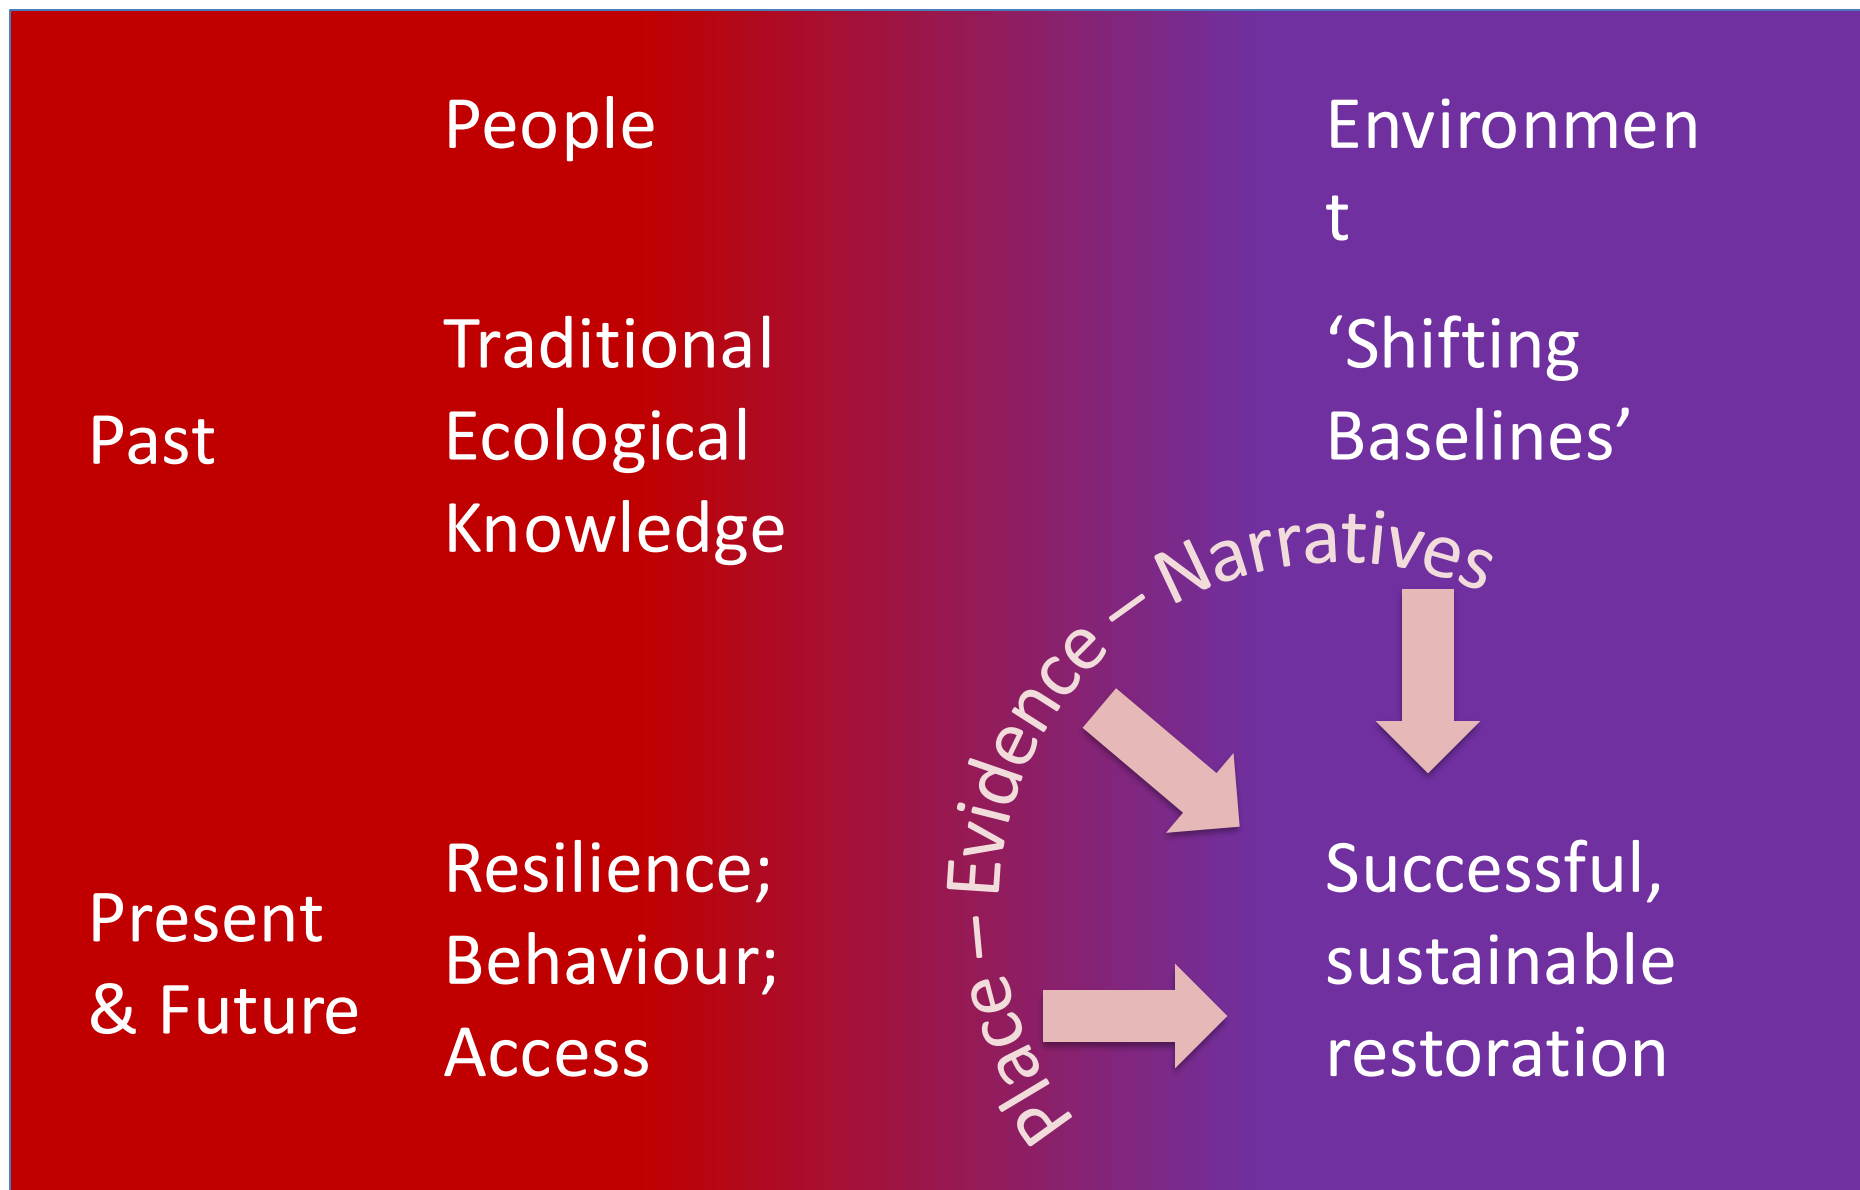 People
Environmen
t
Past
Traditional
Ecological
Knowledge
‘Shifting
Baselines’
Place – Evidence – Narratives
Present
& Future
Resilience;
Behaviour;
Access
Successful,
sustainable
restoration